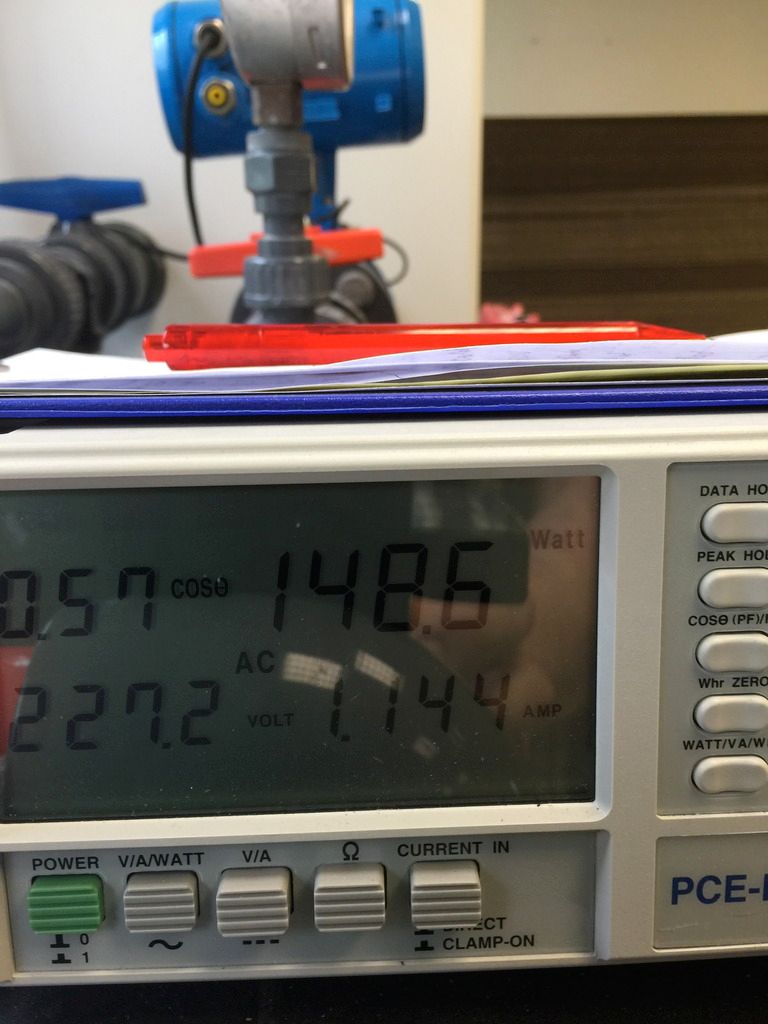 0.57 COSθ 148.6 Watt
AC
227.2 VOLT 1.144 AMP
DATA HO
PEAK HOL
COSθ (PF)/
Whr ZERO
WATT/VA/W
POWER V/A/WATT V/A Ω CURRENT IN
0
1
DIRECT
CLAMP-ON
PCE-